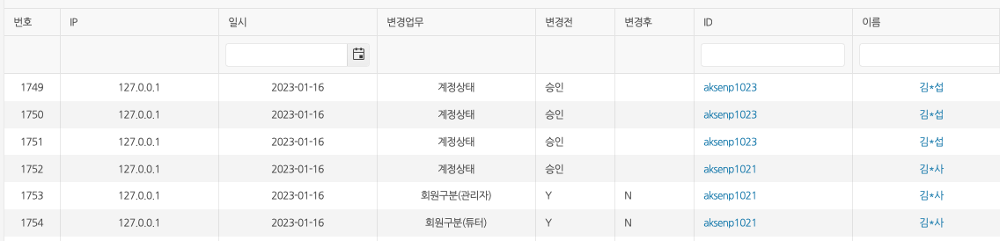 번호 IP 일시 변경업무 변경전 변경후 ID 이름
1749 127.0.0.1 2023-01-16 계정상태 승인 aksenp1023 김*섭
1750 127.0.0.1 2023-01-16 계정상태 승인 aksenp1023 김*섭
1751 127.0.0.1 2023-01-16 계정상태 승인 aksenp1023 김*섭
1752 127.0.0.1 2023-01-16 계정상태 승인 aksenp1021 김*사
1753 127.0.0.1 2023-01-16 회원구분(관리자) Y N aksenp1021 김*사
1754 127.0.0.1 2023-01-16 회원구분(튜터) Y N aksenp1021 김*사